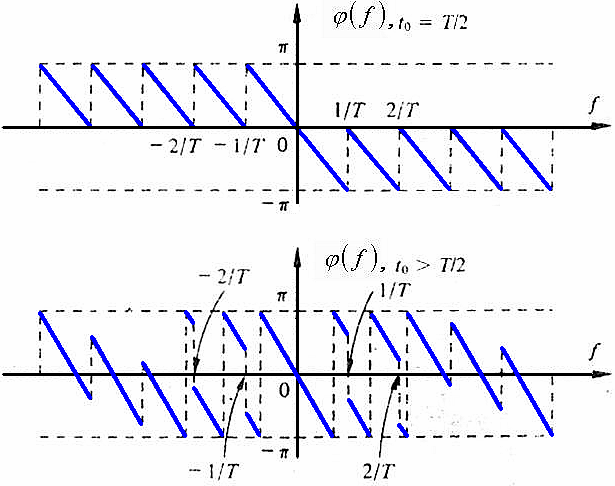 φ(f), t₀ = T/2
π
1/T 2/T f
−2/T −1/T 0
−π
φ(f), t₀ > T/2
−2/T
π 1/T
f
0
−π
−1/T 2/T